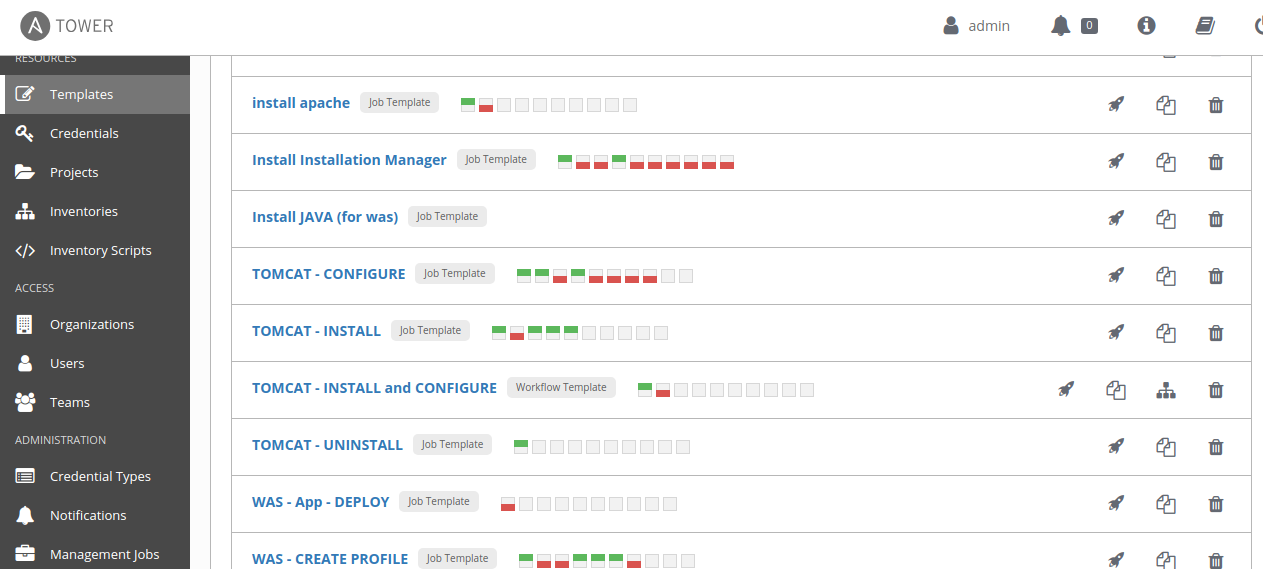 TOWER
admin
0
RESOURCES
Templates
Credentials
Projects
Inventories
Inventory Scripts
ACCESS
Organizations
Users
Teams
ADMINISTRATION
Credential Types
Notifications
Management Jobs
install apache Job Template
Install Installation Manager Job Template
Install JAVA (for was) Job Template
TOMCAT - CONFIGURE Job Template
TOMCAT - INSTALL Job Template
TOMCAT - INSTALL and CONFIGURE Workflow Template
TOMCAT - UNINSTALL Job Template
WAS - App - DEPLOY Job Template
WAS - CREATE PROFILE Job Template